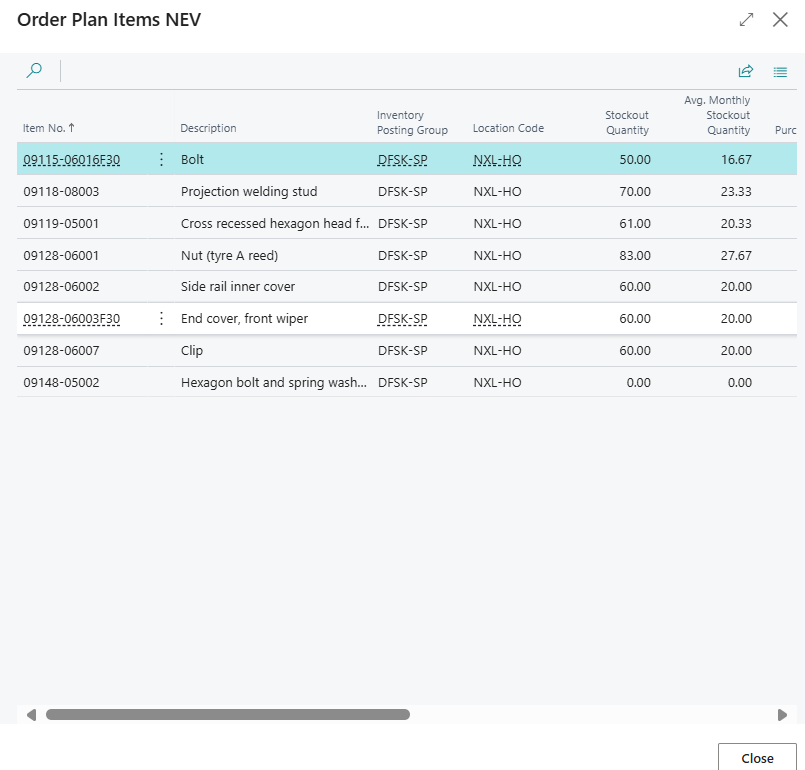 Order Plan Items NEV
Item No. ↑ Description Inventory Posting Group Location Code Stockout Quantity Avg. Monthly Stockout Quantity Purc
09115-06016F30 Bolt DFSK-SP NXL-HO 50.00 16.67
09118-08003 Projection welding stud DFSK-SP NXL-HO 70.00 23.33
09119-05001 Cross recessed hexagon head f... DFSK-SP NXL-HO 61.00 20.33
09128-06001 Nut (tyre A reed) DFSK-SP NXL-HO 83.00 27.67
09128-06002 Side rail inner cover DFSK-SP NXL-HO 60.00 20.00
09128-06003F30 End cover, front wiper DFSK-SP NXL-HO 60.00 20.00
09128-06007 Clip DFSK-SP NXL-HO 60.00 20.00
09148-05002 Hexagon bolt and spring wash... DFSK-SP NXL-HO 0.00 0.00
Close